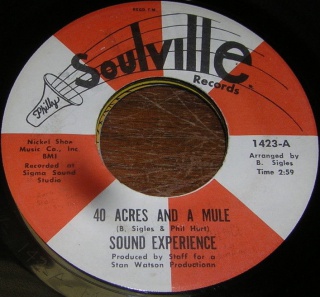 Soulville
Records
Philly
Nickel Shoe
Music Co., Inc.
BMI
Recorded at
Sigma Sound
Studio
1423-A
Arranged by
B. Sigles
Time 2:59
40 ACRES AND A MULE
(B. Sigles & Phil Hurt)
SOUND EXPERIENCE
Produced by Staff for a
Stan Watson Productionn